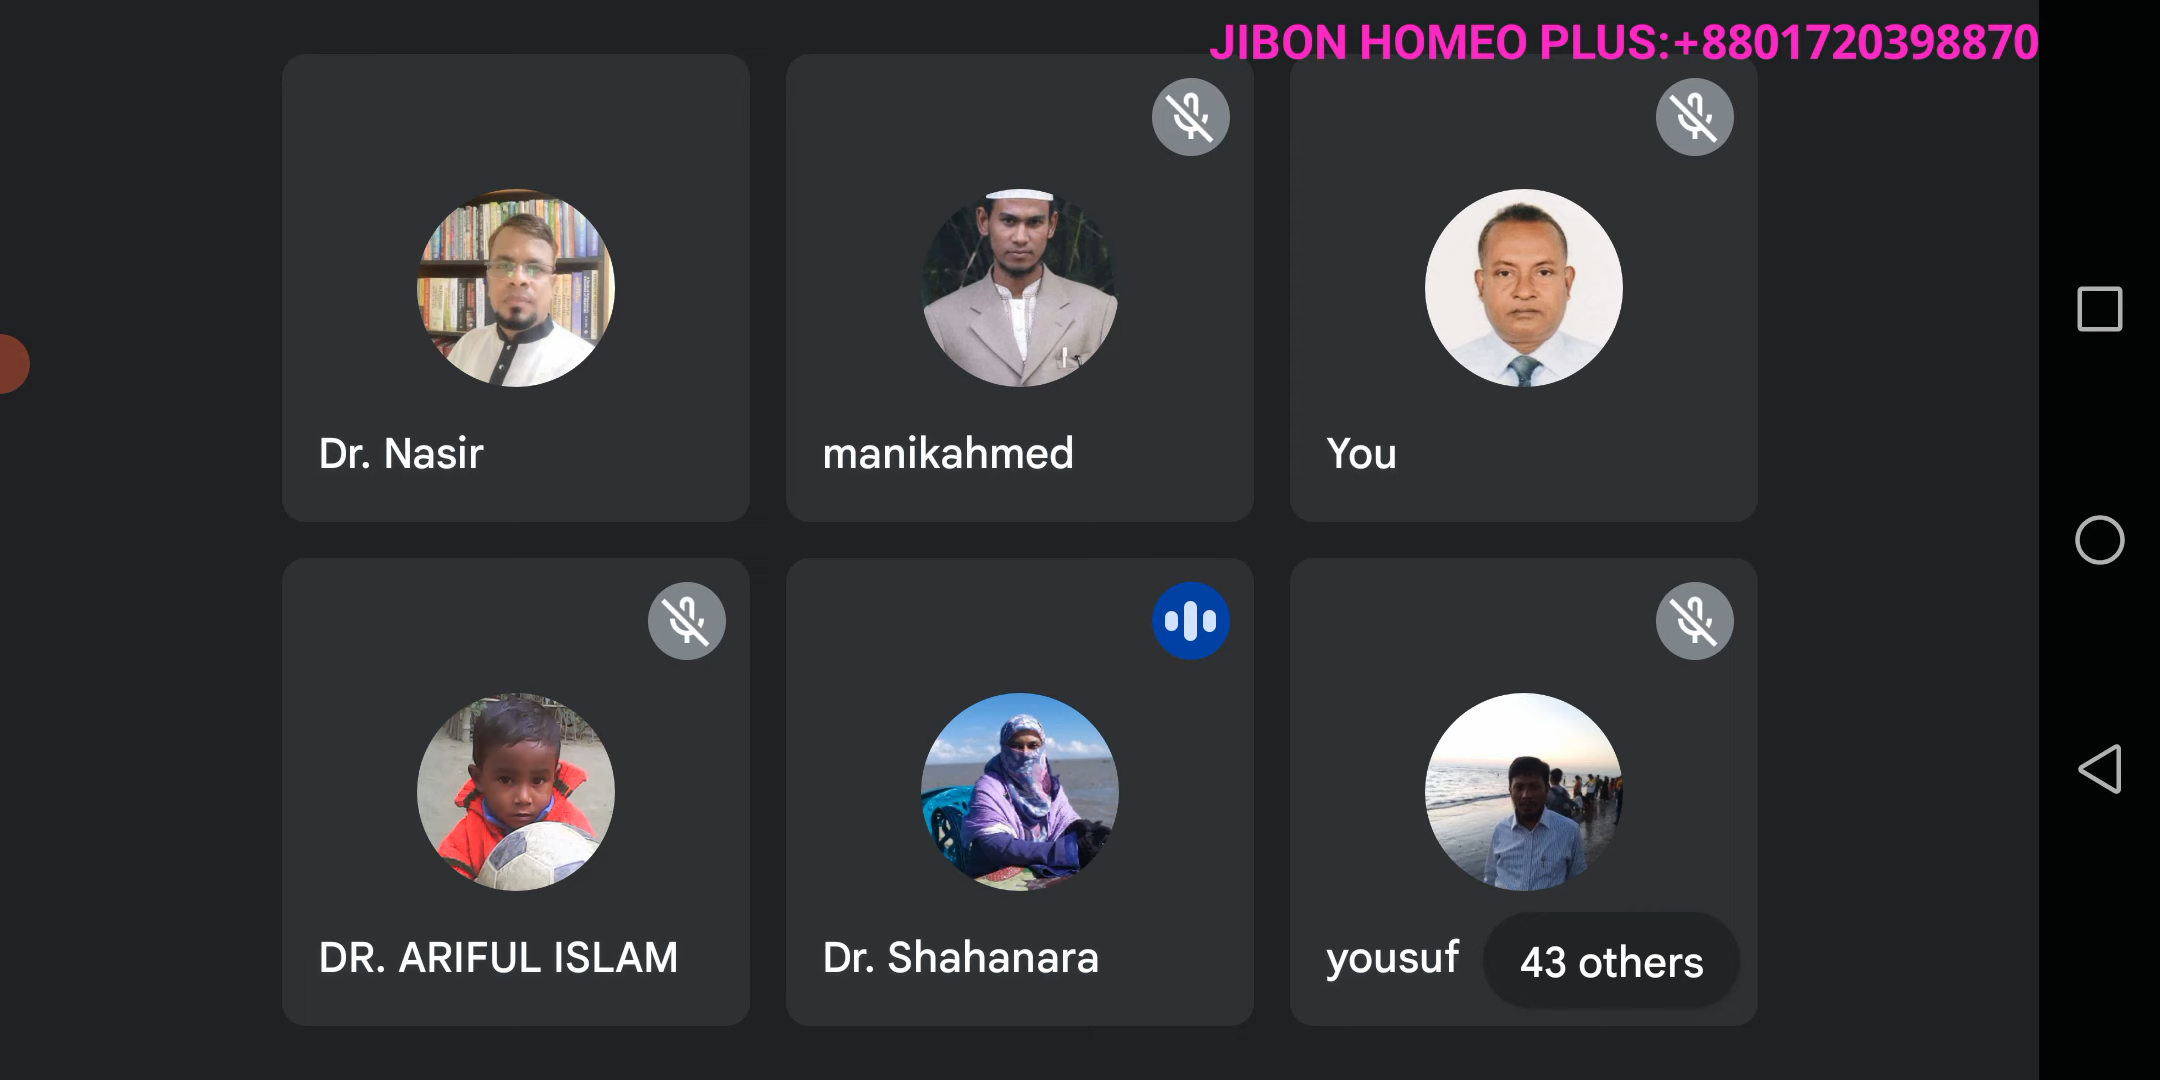 JIBON HOMEO PLUS:+8801720398870
Dr. Nasir
manikahmed
You
DR. ARIFUL ISLAM
Dr. Shahanara
yousuf
43 others